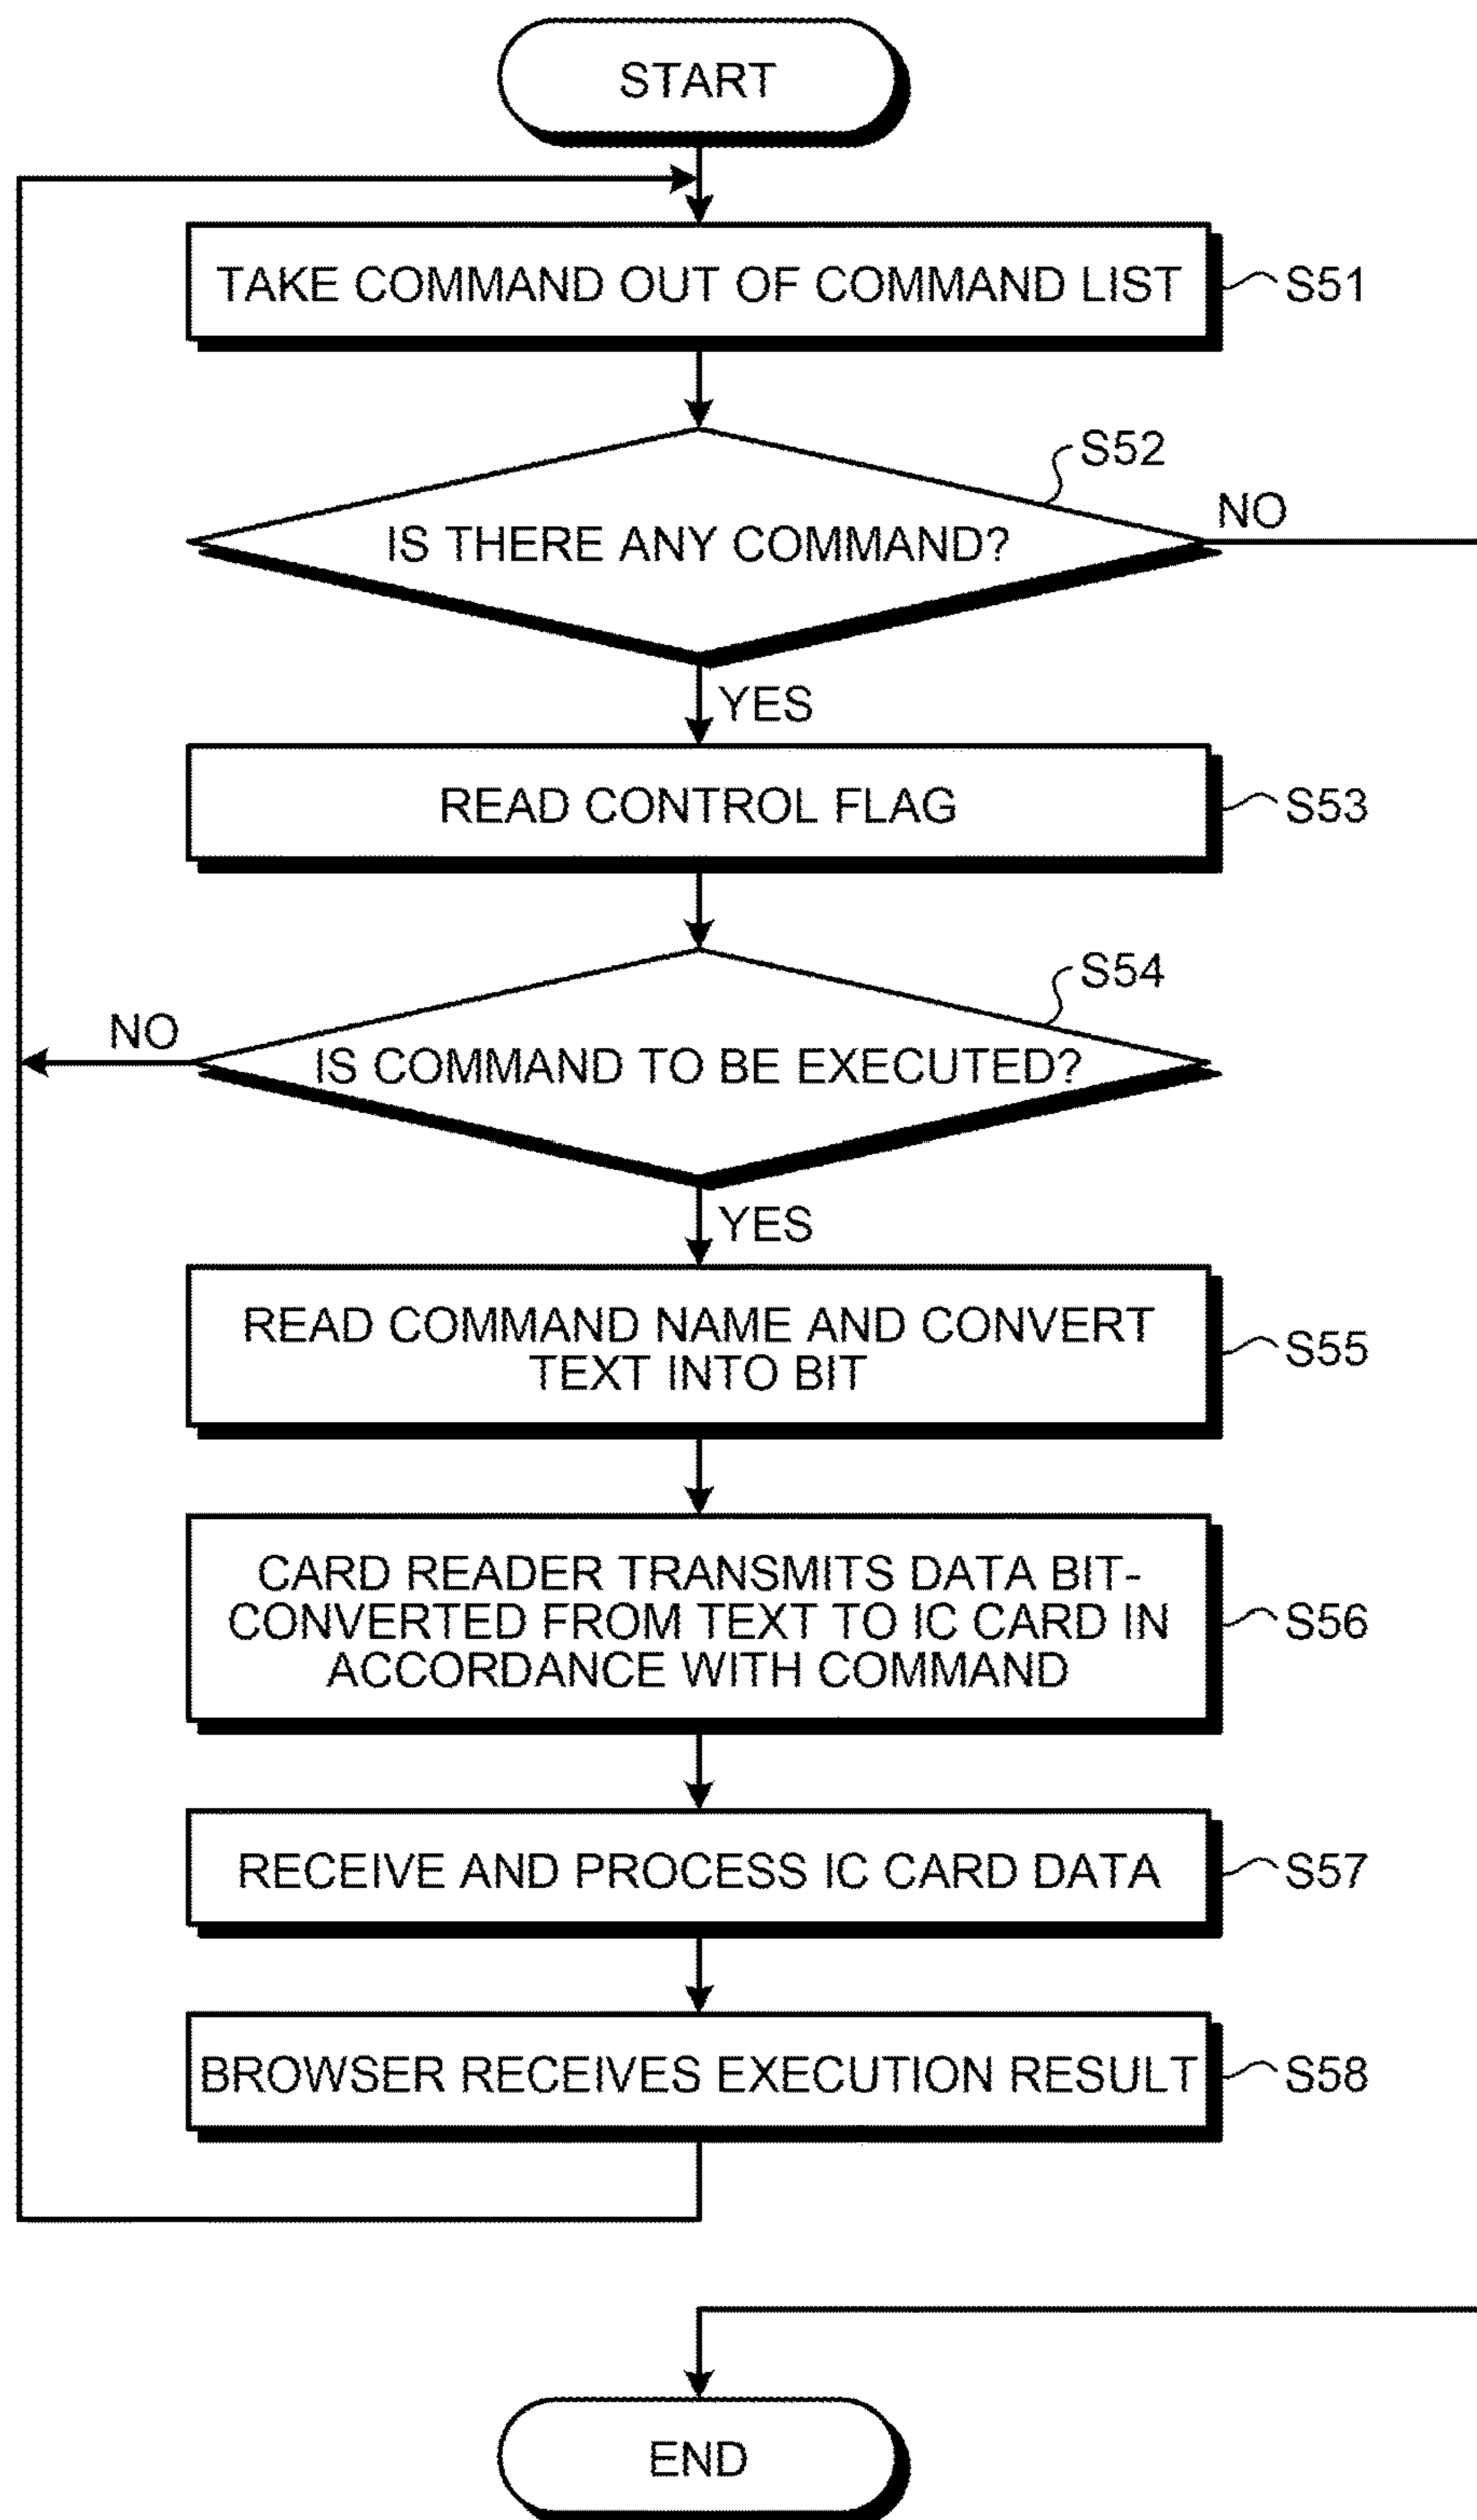 START
TAKE COMMAND OUT OF COMMAND LIST
S51
S52
IS THERE ANY COMMAND?
NO
YES
READ CONTROL FLAG
S53
S54
NO
IS COMMAND TO BE EXECUTED?
YES
READ COMMAND NAME AND CONVERT
TEXT INTO BIT
S55
CARD READER TRANSMITS DATA BIT-
CONVERTED FROM TEXT TO IC CARD IN
ACCORDANCE WITH COMMAND
S56
RECEIVE AND PROCESS IC CARD DATA
S57
BROWSER RECEIVES EXECUTION RESULT
S58
END